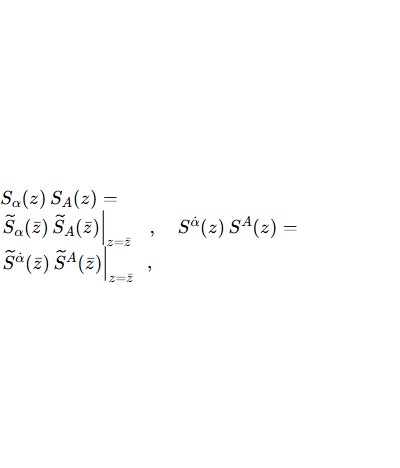 S_α(z) S_A(z) =
S̃_α(z̄) S̃_A(z̄)|_{z=z̄} , S^α̇(z) S^A(z) =
S̃^α̇(z̄) S̃^A(z̄)|_{z=z̄} ,